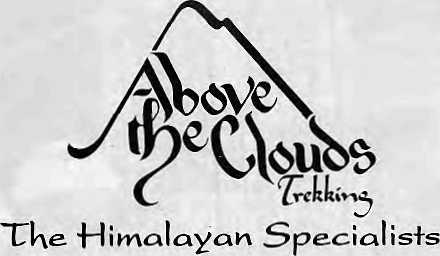 Above
the Clouds
Trekking
The Himalayan Specialists